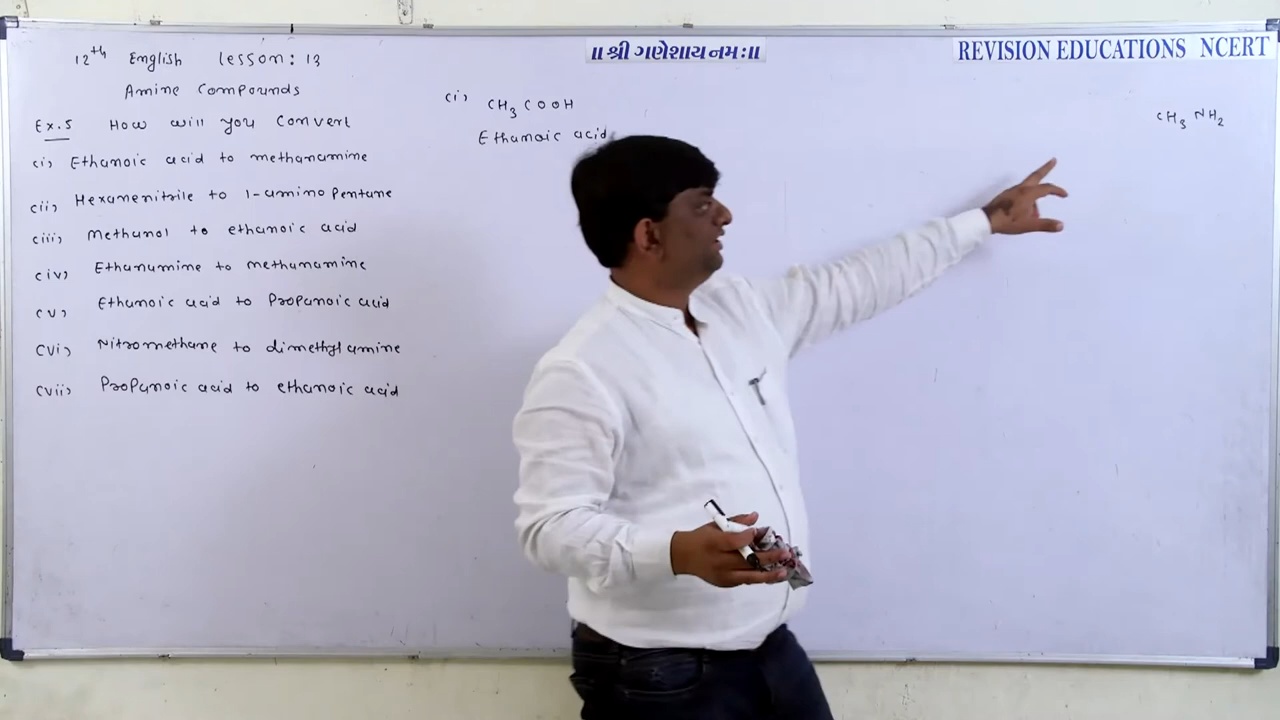 ॥ શ્રી ગણેશાય નમઃ॥
REVISION EDUCATIONS NCERT
12th English Lesson: 13
Amine Compounds
Ex.5 How will you convert
(i) Ethanoic acid to methanamine
(ii) Hexanenitrile to 1-amino Pentane
(iii) Methanol to ethanoic acid
(iv) Ethanamine to methanamine
(v) Ethanoic acid to Propanoic acid
(vi) Nitromethane to dimethylamine
(vii) Propanoic acid to ethanoic acid
(i) CH3COOH
Ethanoic acid
CH3NH2